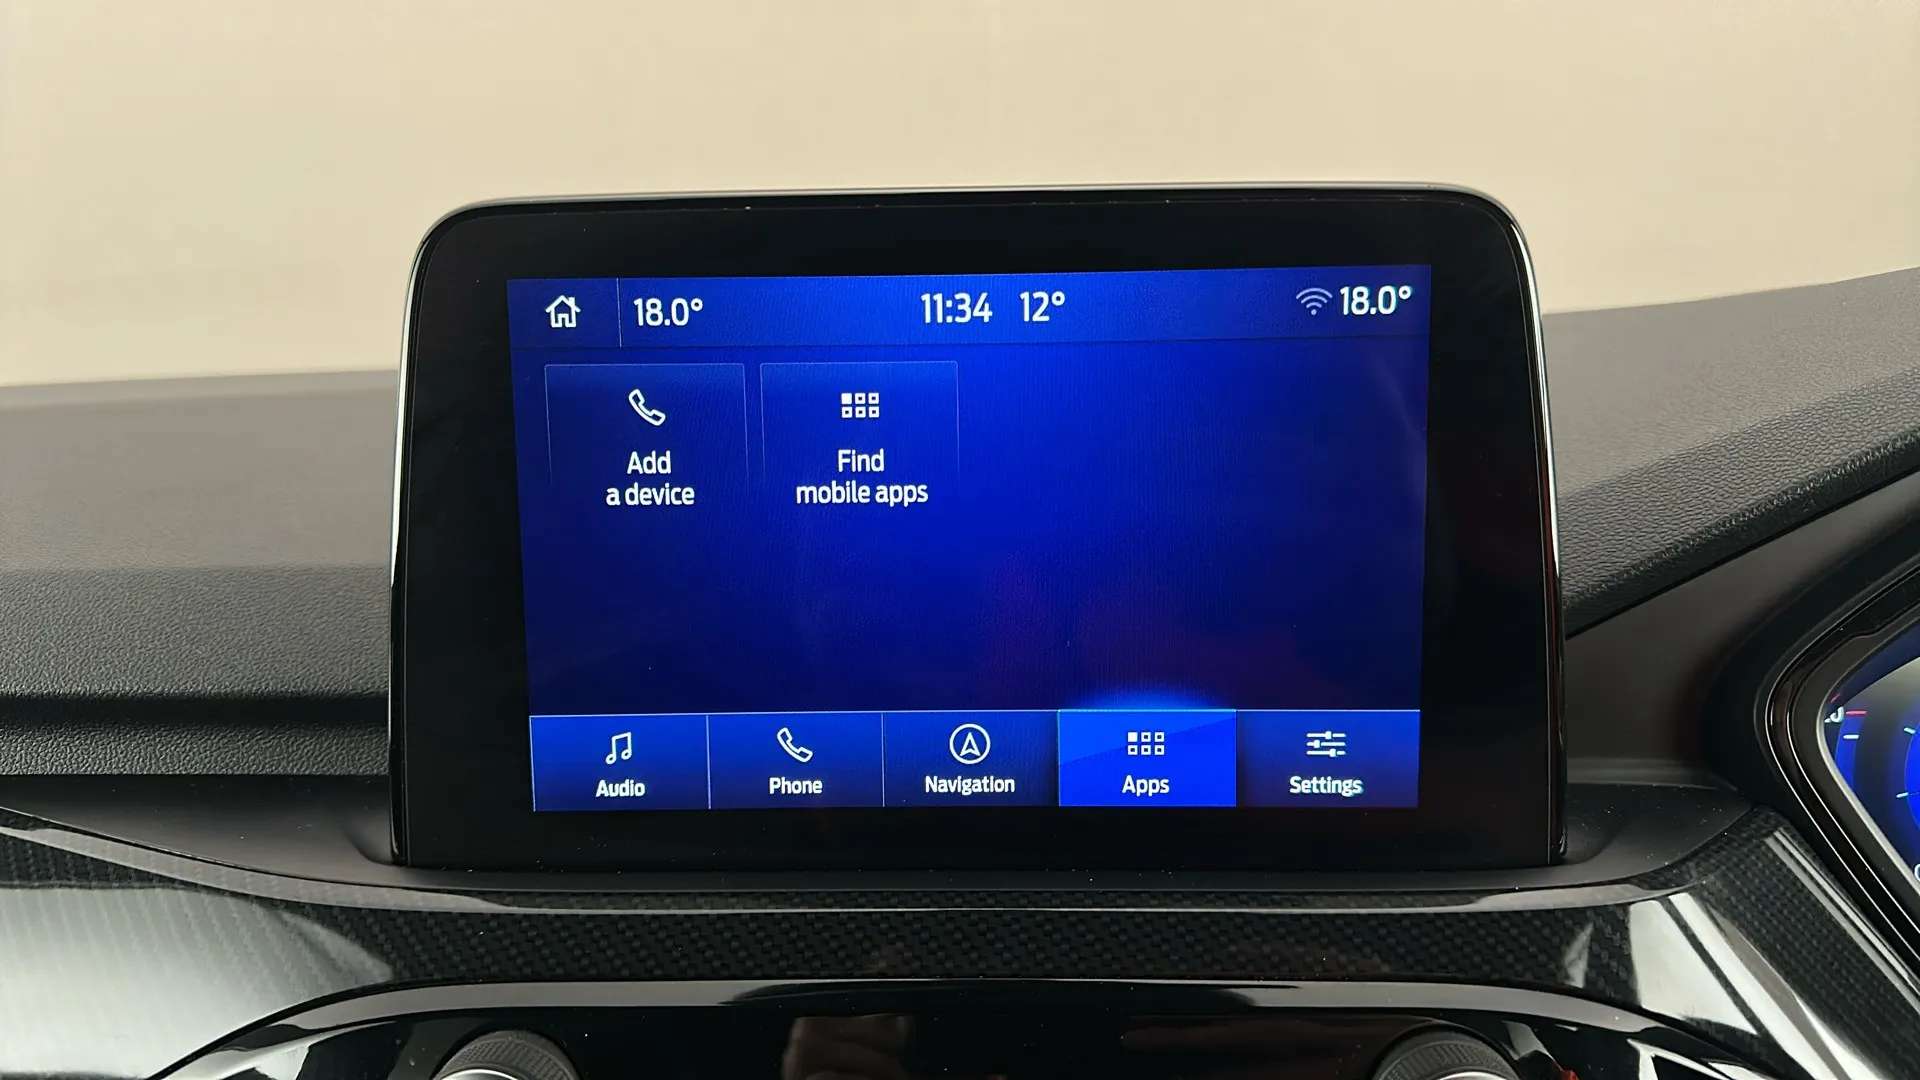 18.0° 11:34 12° 18.0°
Add
a device
Find
mobile apps
Audio Phone Navigation Apps Settings